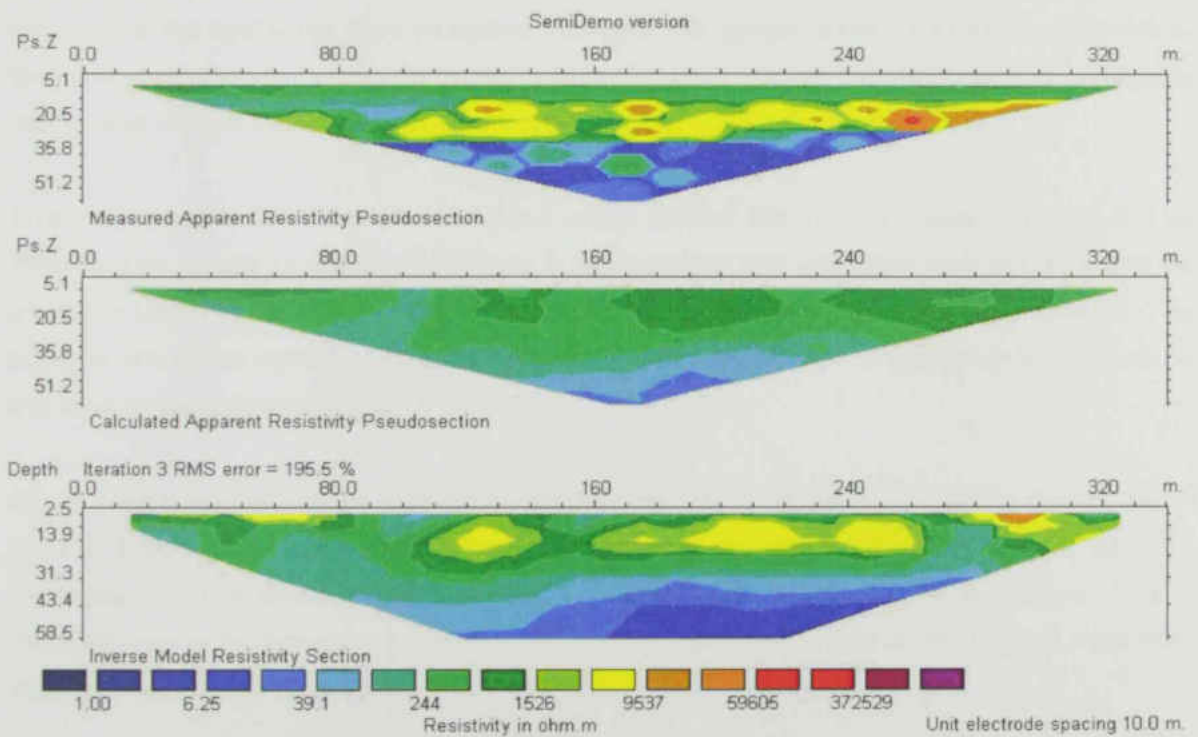 SemiDemo version
Ps.Z 0.0 80.0 160 240 320 m.
5.1
20.5
35.8
51.2
Measured Apparent Resistivity Pseudosection
Ps.Z 0.0 80.0 160 240 320 m.
5.1
20.5
35.8
51.2
Calculated Apparent Resistivity Pseudosection
Depth Iteration 3 RMS error = 195.5 %
0.0 80.0 160 240 320 m.
2.5
13.9
31.3
43.4
58.5
Inverse Model Resistivity Section
1.00 6.25 39.1 244 1526 9537 59605 372529
Resistivity in ohm.m Unit electrode spacing 10.0 m.